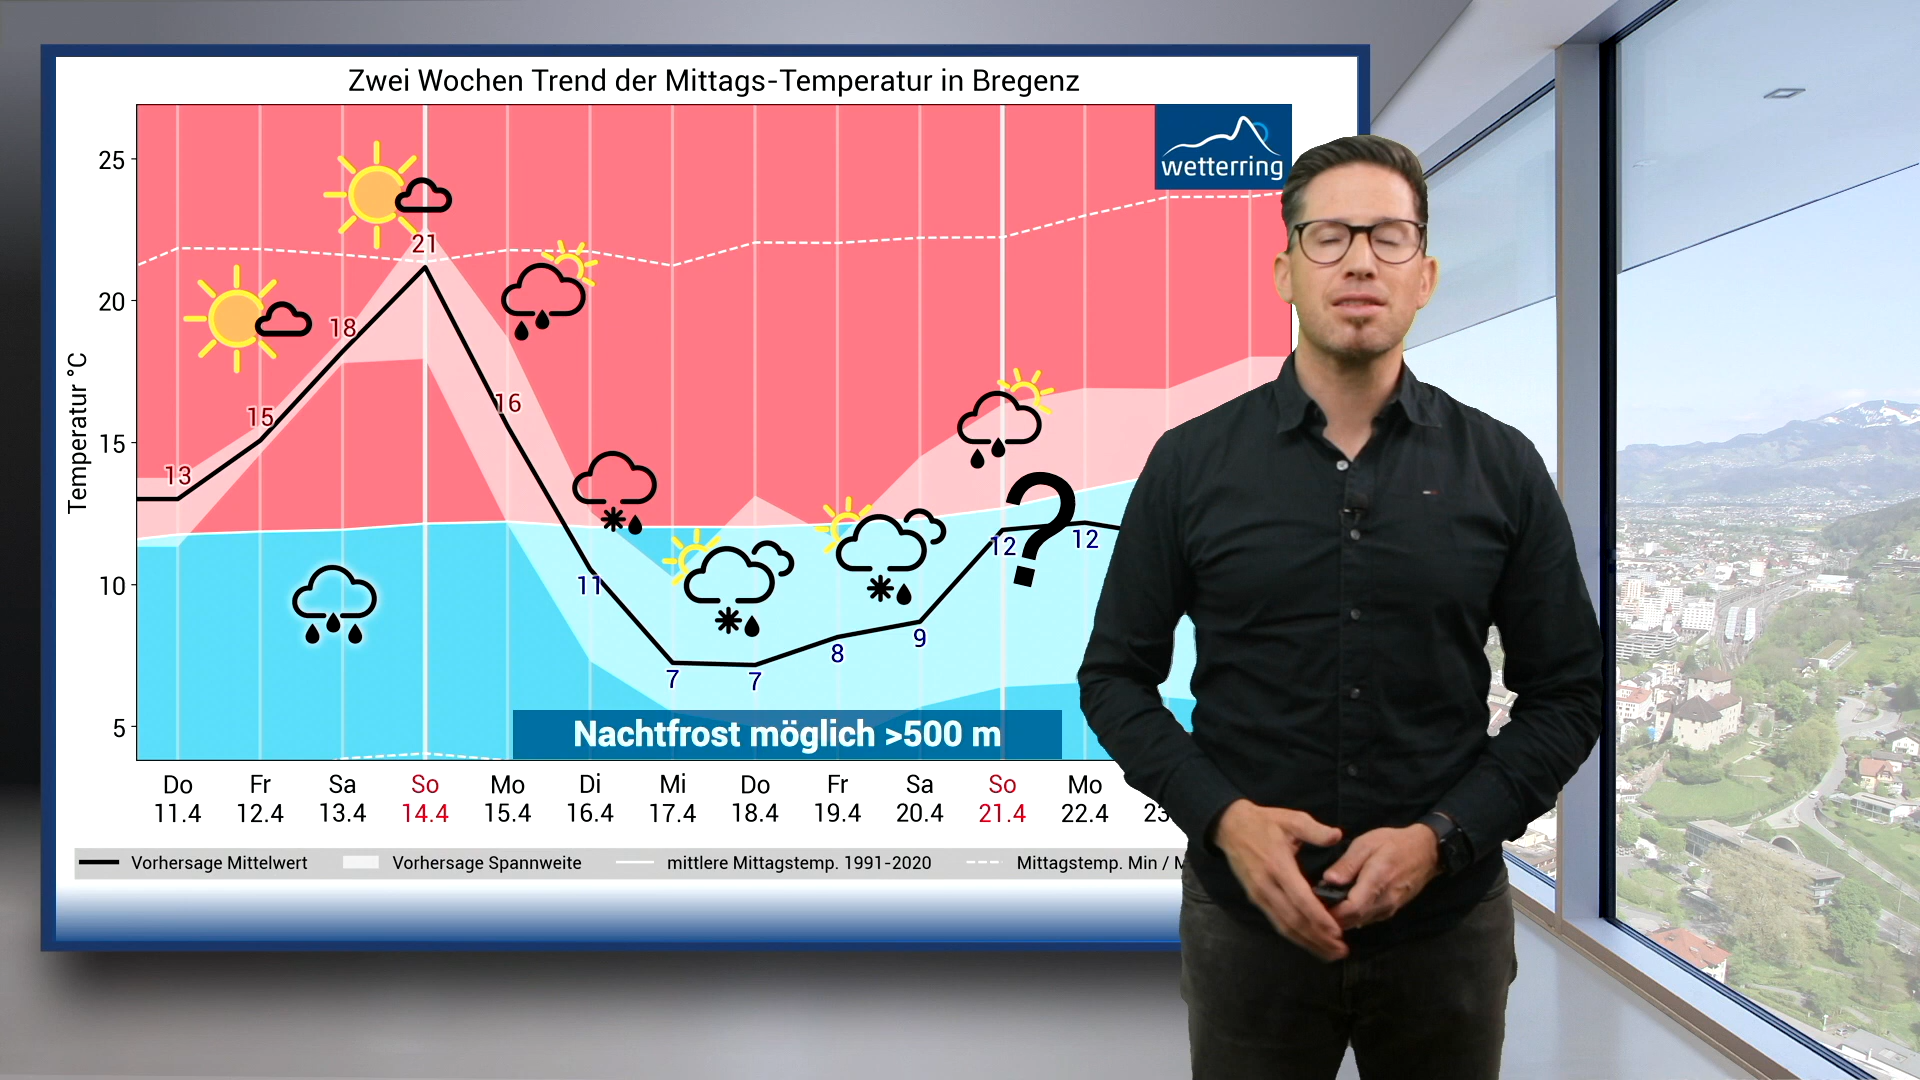 Zwei Wochen Trend der Mittags-Temperatur in Bregenz
wetterring
Temperatur °C
25
20
15
10
5
13
15
18
21
16
11
7
7
8
9
12
?
12
Nachtfrost möglich >500 m
Do Fr Sa So Mo Di Mi Do Fr Sa So Mo
11.4 12.4 13.4 14.4 15.4 16.4 17.4 18.4 19.4 20.4 21.4 22.4 23
Vorhersage Mittelwert Vorhersage Spannweite mittlere Mittagstemp. 1991-2020 Mittagstemp. Min / M